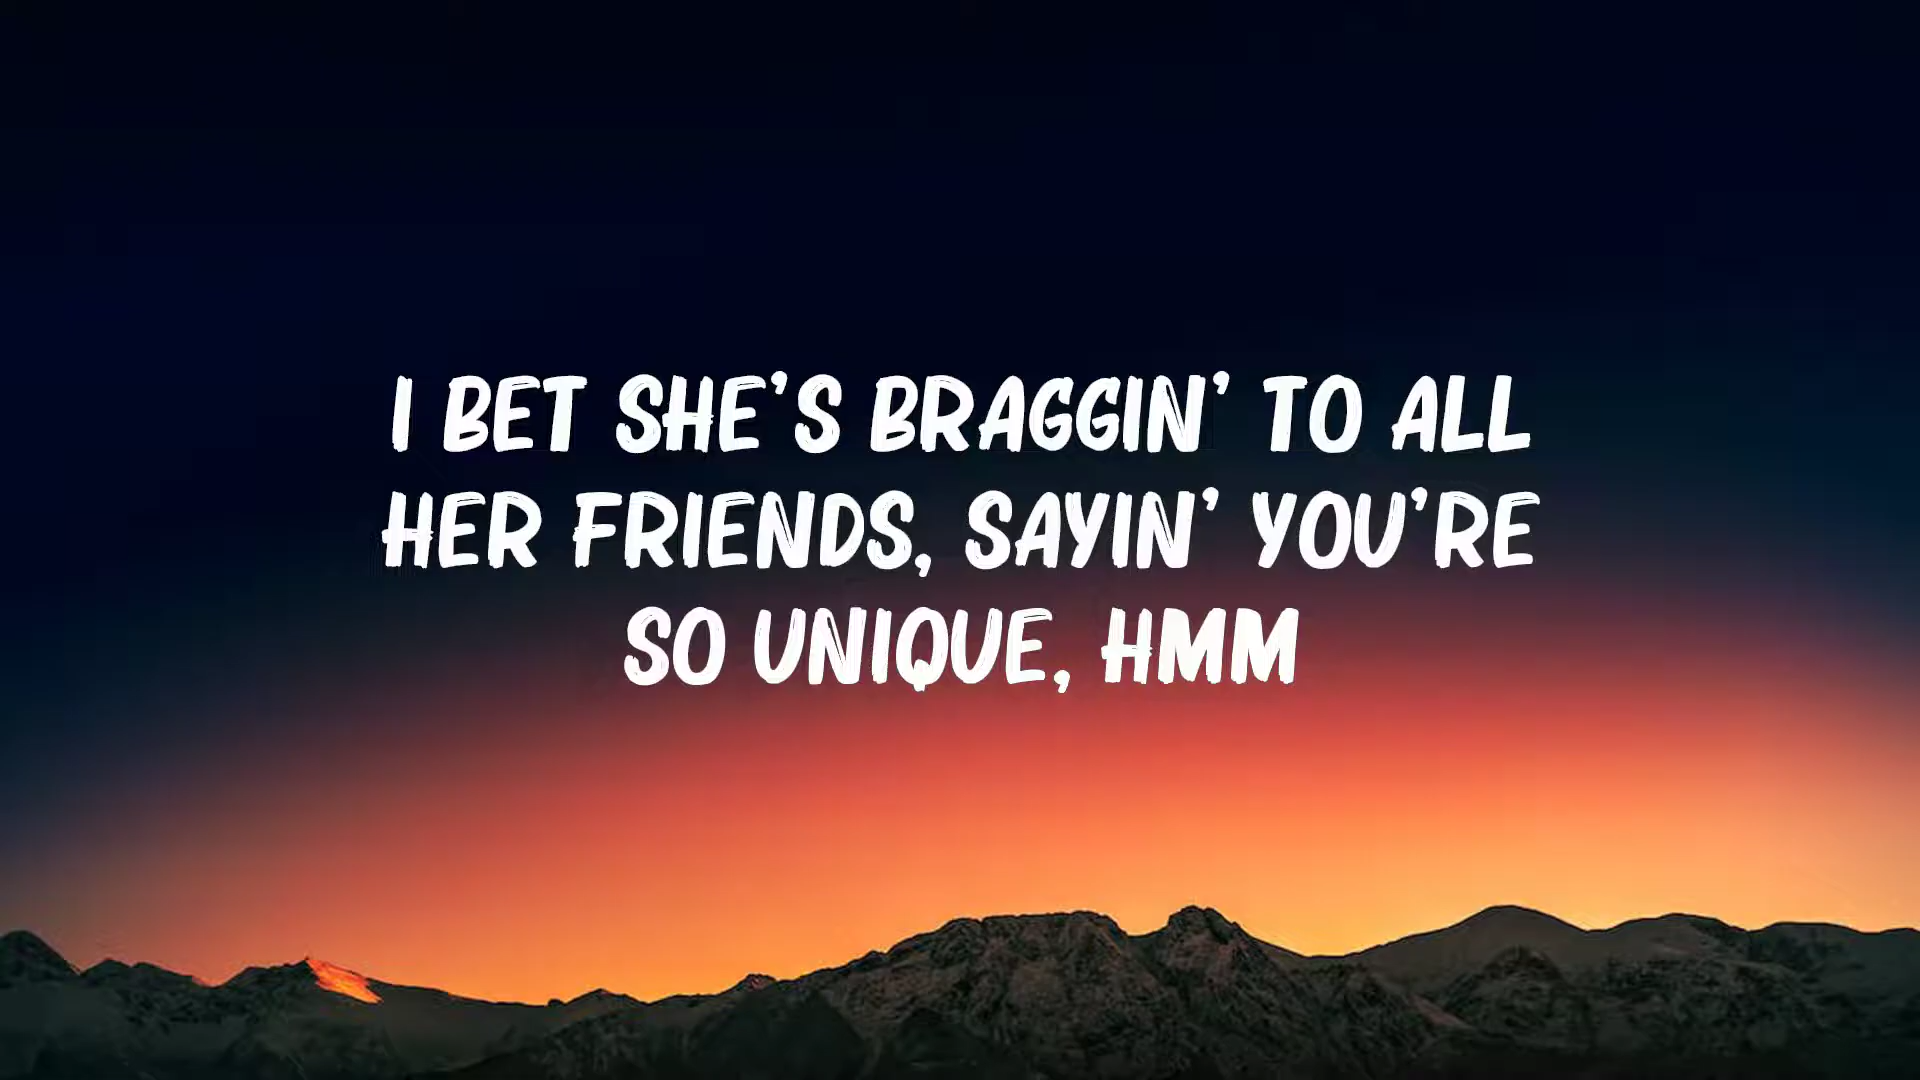 I BET SHE'S BRAGGIN' TO ALL
HER FRIENDS, SAYIN' YOU'RE
SO UNIQUE, HMM